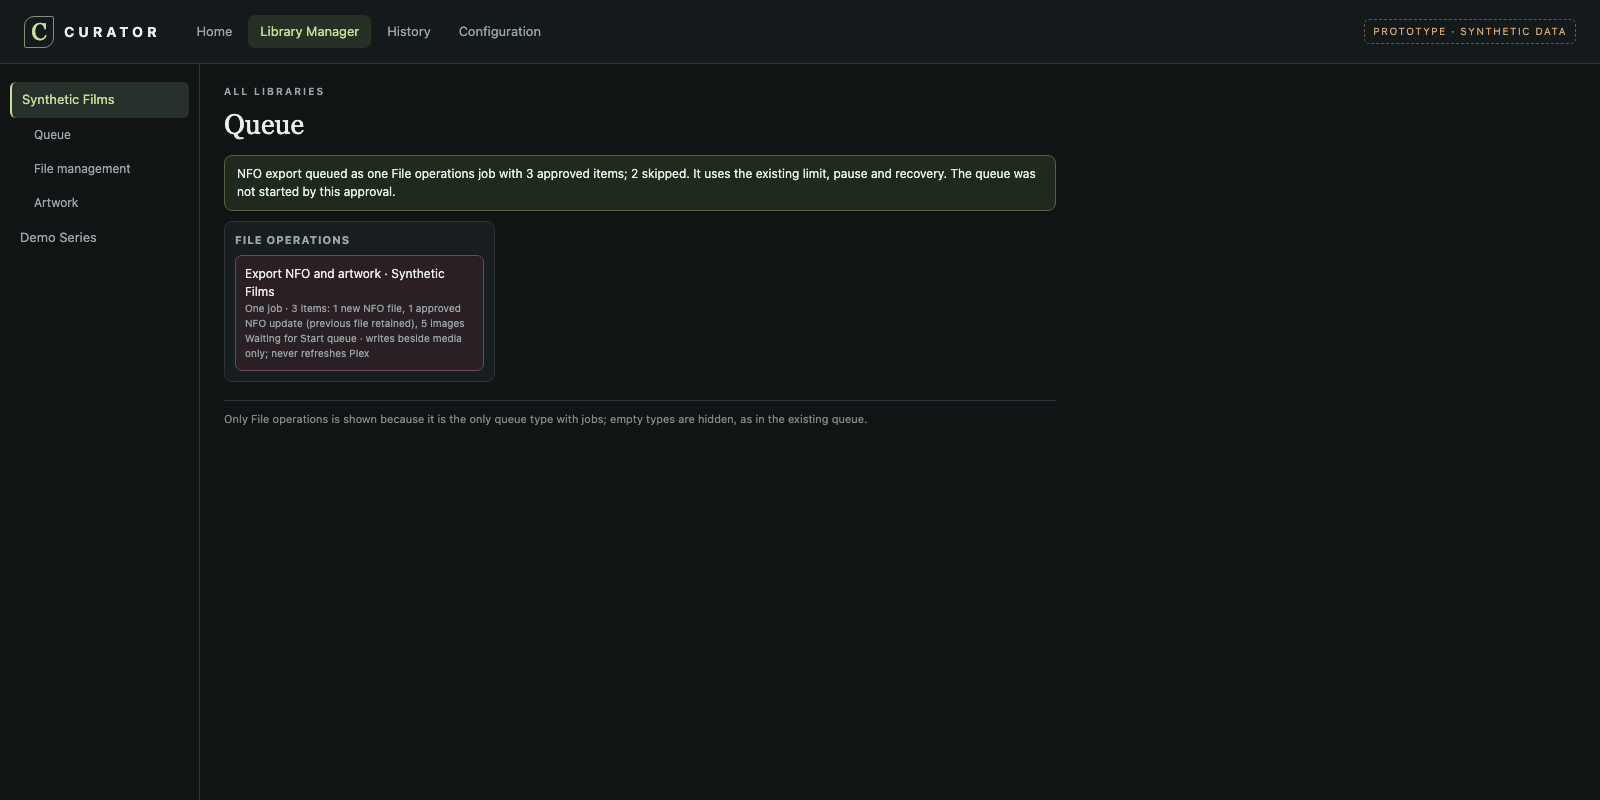 C CURATOR
Home
Library Manager
History
Configuration
PROTOTYPE · SYNTHETIC DATA
Synthetic Films
Queue
File management
Artwork
Demo Series
ALL LIBRARIES
Queue
NFO export queued as one File operations job with 3 approved items; 2 skipped. It uses the existing limit, pause and recovery. The queue was
not started by this approval.
FILE OPERATIONS
Export NFO and artwork · Synthetic
Films
One job · 3 items: 1 new NFO file, 1 approved
NFO update (previous file retained), 5 images
Waiting for Start queue · writes beside media
only; never refreshes Plex
Only File operations is shown because it is the only queue type with jobs; empty types are hidden, as in the existing queue.